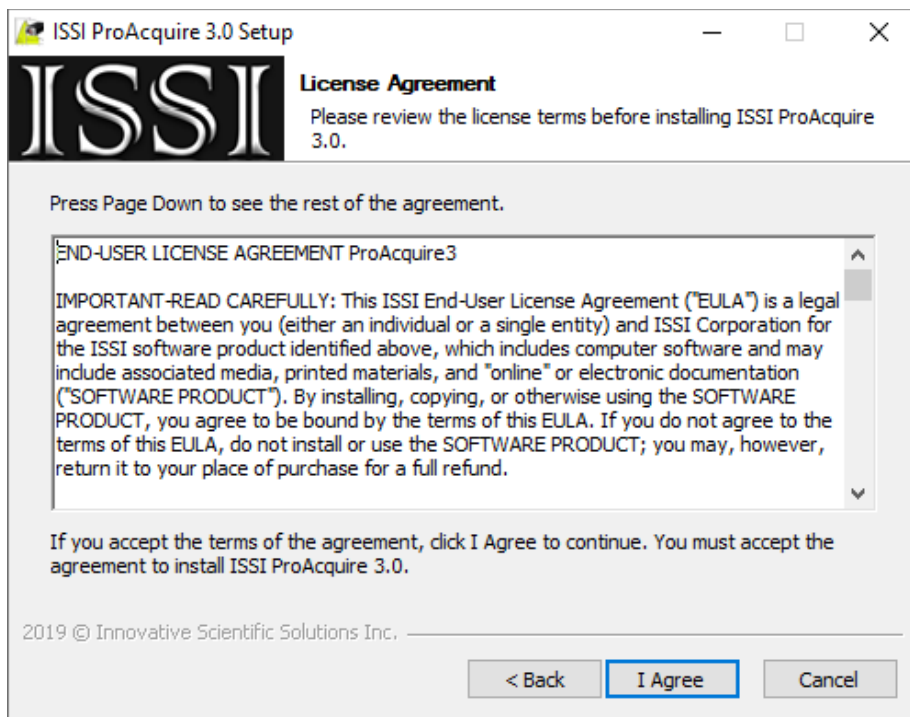 ISSI ProAcquire 3.0 Setup
ISSI
License Agreement
Please review the license terms before installing ISSI ProAcquire
3.0.
Press Page Down to see the rest of the agreement.
END-USER LICENSE AGREEMENT ProAcquire3
IMPORTANT-READ CAREFULLY: This ISSI End-User License Agreement ("EULA") is a legal
agreement between you (either an individual or a single entity) and ISSI Corporation for
the ISSI software product identified above, which includes computer software and may
include associated media, printed materials, and "online" or electronic documentation
("SOFTWARE PRODUCT"). By installing, copying, or otherwise using the SOFTWARE
PRODUCT, you agree to be bound by the terms of this EULA. If you do not agree to the
terms of this EULA, do not install or use the SOFTWARE PRODUCT; you may, however,
return it to your place of purchase for a full refund.
If you accept the terms of the agreement, click I Agree to continue. You must accept the
agreement to install ISSI ProAcquire 3.0.
2019 © Innovative Scientific Solutions Inc.
< Back
I Agree
Cancel